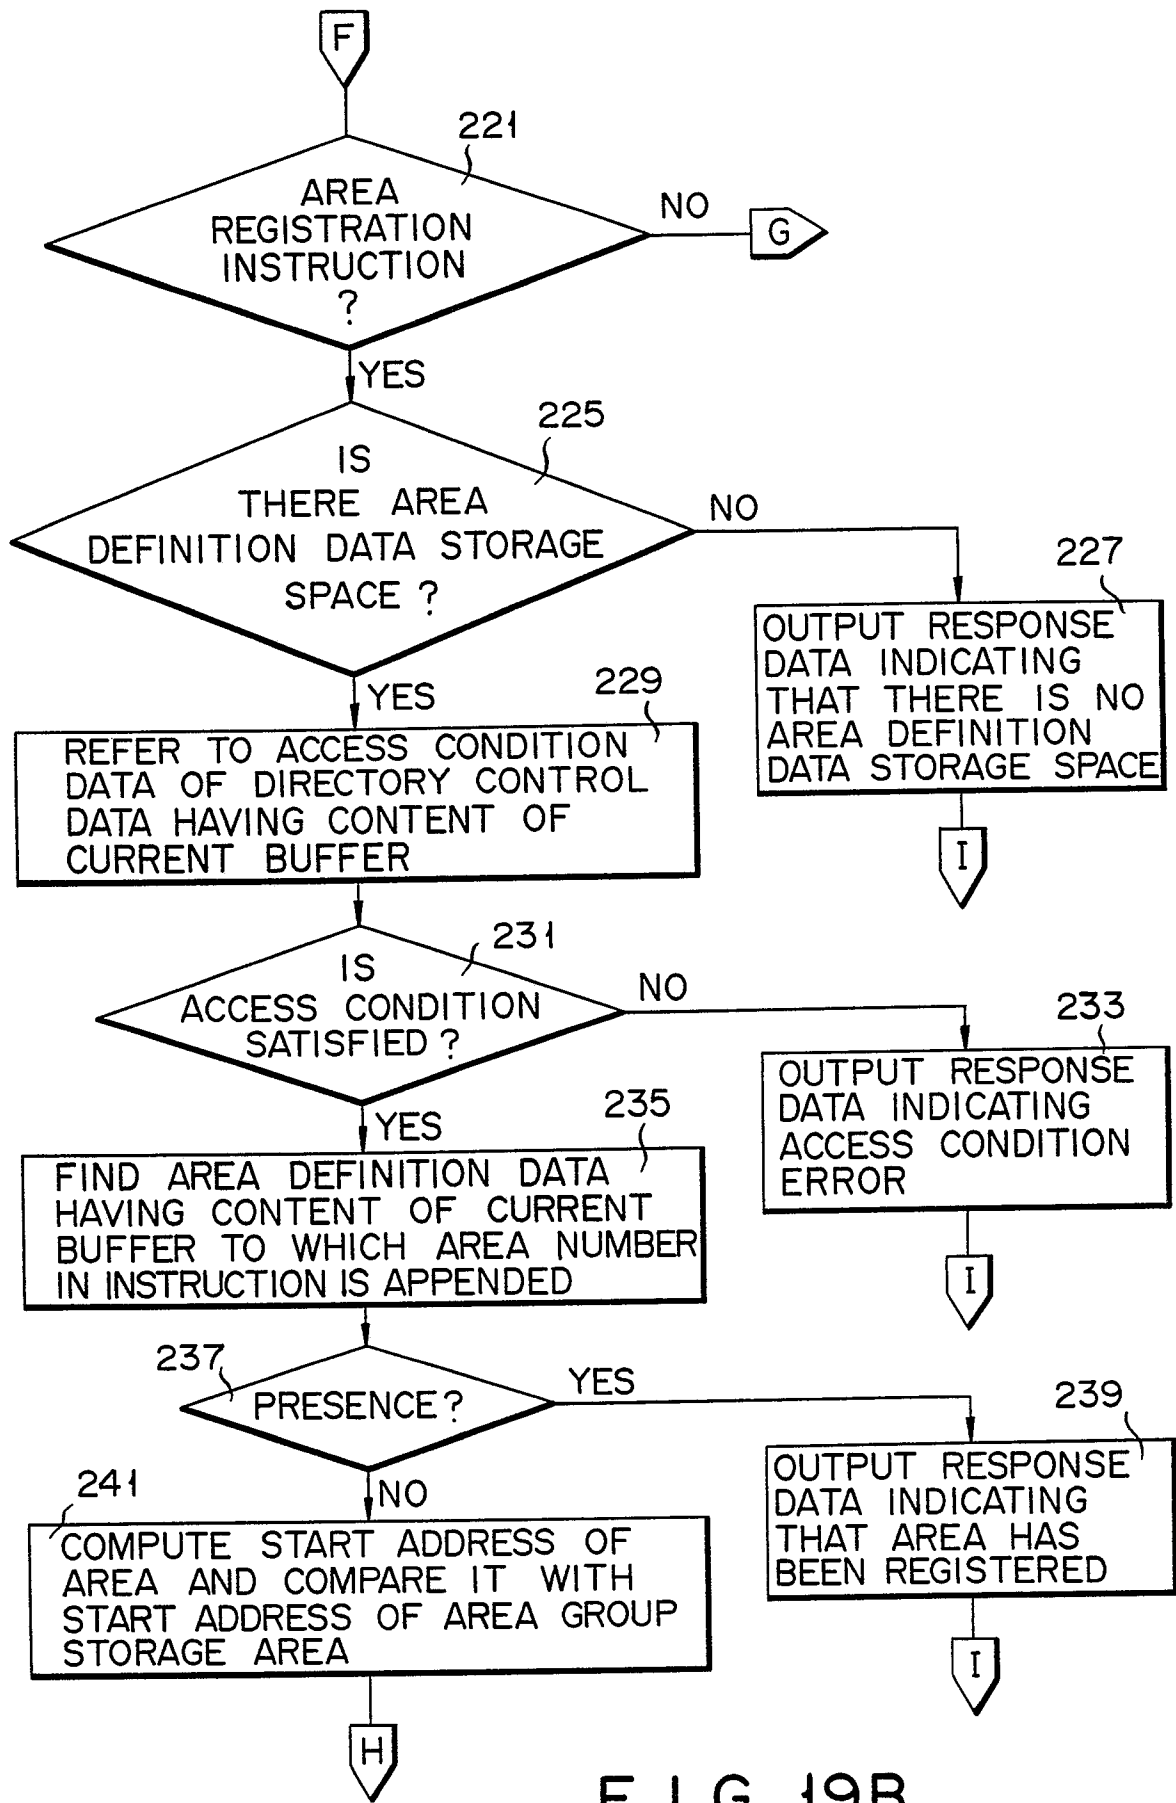 F
221
AREA
REGISTRATION
INSTRUCTION
?
NO
G
YES
225
IS
THERE AREA
DEFINITION DATA STORAGE
SPACE ?
NO
227
OUTPUT RESPONSE
DATA INDICATING
THAT THERE IS NO
AREA DEFINITION
DATA STORAGE SPACE
I
YES
229
REFER TO ACCESS CONDITION
DATA OF DIRECTORY CONTROL
DATA HAVING CONTENT OF
CURRENT BUFFER
231
IS
ACCESS CONDITION
SATISFIED ?
NO
233
OUTPUT RESPONSE
DATA INDICATING
ACCESS CONDITION
ERROR
I
YES
235
FIND AREA DEFINITION DATA
HAVING CONTENT OF CURRENT
BUFFER TO WHICH AREA NUMBER
IN INSTRUCTION IS APPENDED
237
PRESENCE?
YES
239
OUTPUT RESPONSE
DATA INDICATING
THAT AREA HAS
BEEN REGISTERED
I
NO
241
COMPUTE START ADDRESS OF
AREA AND COMPARE IT WITH
START ADDRESS OF AREA GROUP
STORAGE AREA
H
FIG. 19B